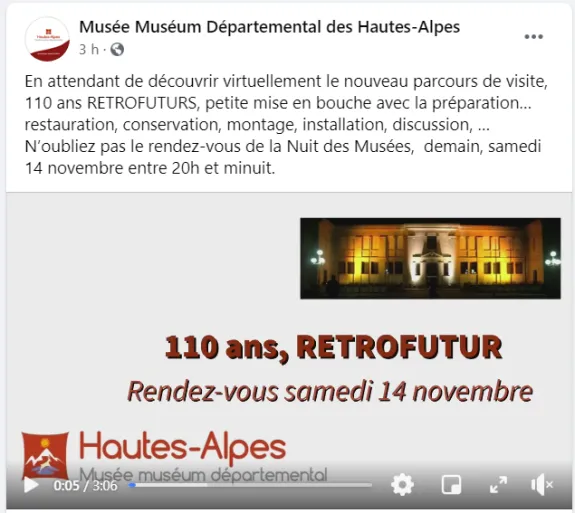 Musée Muséum Départemental des Hautes-Alpes
3 h ·
En attendant de découvrir virtuellement le nouveau parcours de visite,
110 ans RETROFUTURS, petite mise en bouche avec la préparation...
restauration, conservation, montage, installation, discussion, ...
N'oubliez pas le rendez-vous de la Nuit des Musées, demain, samedi
14 novembre entre 20h et minuit.
110 ans, RETROFUTUR
Rendez-vous samedi 14 novembre
Hautes-Alpes
Musée muséum départemental
0:05 / 3:06